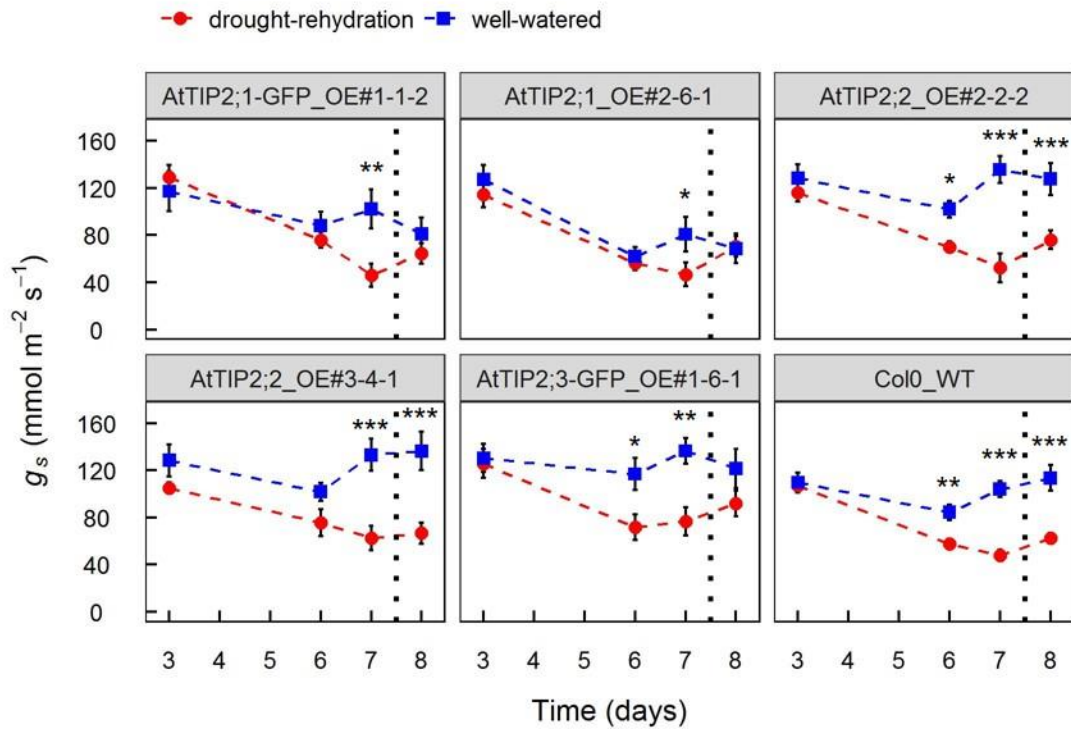 drought-rehydration well-watered
AtTIP2;1-GFP_OE#1-1-2 AtTIP2;1_OE#2-6-1 AtTIP2;2_OE#2-2-2
160
120
80
40
0
** * * *** ***
AtTIP2;2_OE#3-4-1 AtTIP2;3-GFP_OE#1-6-1 Col0_WT
160
120
80
40
0
*** *** * ** ** *** ***
g_s (mmol m⁻² s⁻¹)
3 4 5 6 7 8 3 4 5 6 7 8 3 4 5 6 7 8
Time (days)